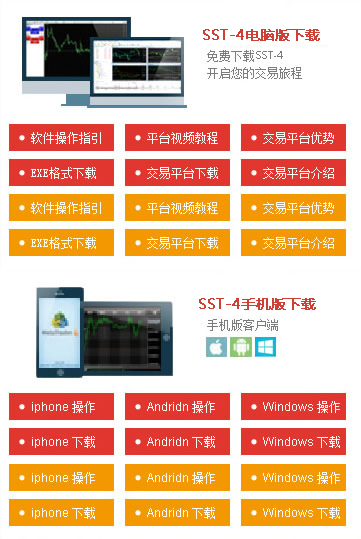 SST-4电脑版下载
免费下载SST-4
开启您的交易旅程
软件操作指引 平台视频教程 交易平台优势
EXE格式下载 交易平台下载 交易平台介绍
软件操作指引 平台视频教程 交易平台优势
EXE格式下载 交易平台下载 交易平台介绍
SST-4手机版下载
手机版客户端
iphone 操作 Andridn 操作 Windows 操作
iphone 下载 Andridn 下载 Windows 下载
iphone 操作 Andridn 操作 Windows 操作
iphone 下载 Andridn 下载 Windows 下载